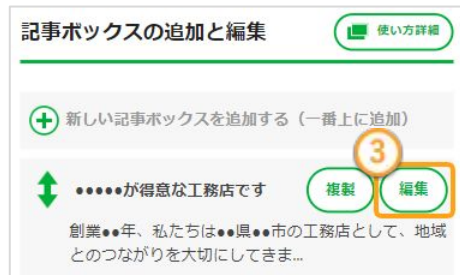 記事ボックスの追加と編集
使い方詳細
新しい記事ボックスを追加する（一番上に追加）
3
●●●●●が得意な工務店です
複製
編集
創業●●年、私たちは●●県●●市の工務店として、地域
とのつながりを大切にしてきま...